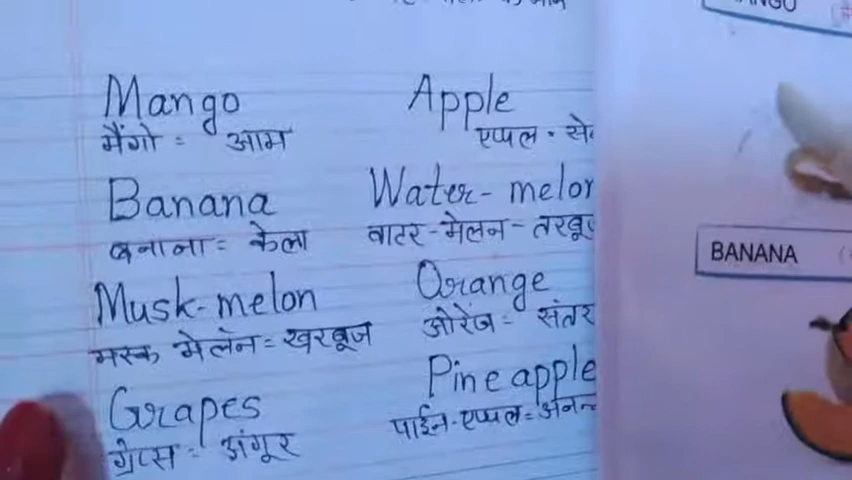 Mango
मैंगो = आम
Banana
बनाना = केला
Musk-melon
मस्क मेलन = खरबूज
Grapes
ग्रेप्स = अंगूर
Apple
एप्पल -
Water-melon
वाटर-मेलन-
Orange
ओरेंज =
Pineapple
पाईन-एप्पल =
BANANA